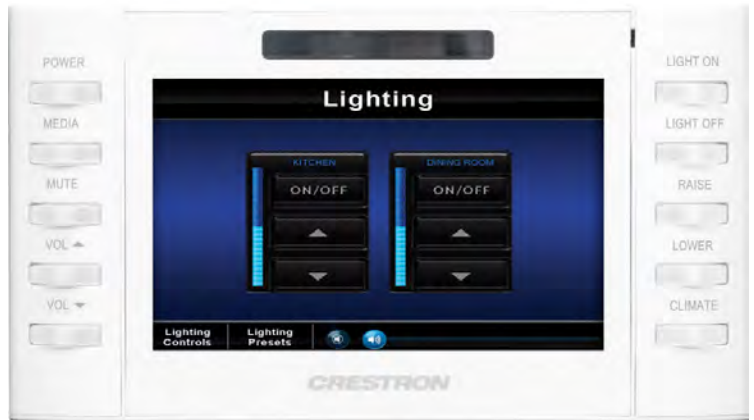 POWER
MEDIA
MUTE
VOL
VOL
Lighting
KITCHEN
ON/OFF
DINING ROOM
ON/OFF
Lighting
Controls
Lighting
Presets
CRESTRON
LIGHT ON
LIGHT OFF
RAISE
LOWER
CLIMATE